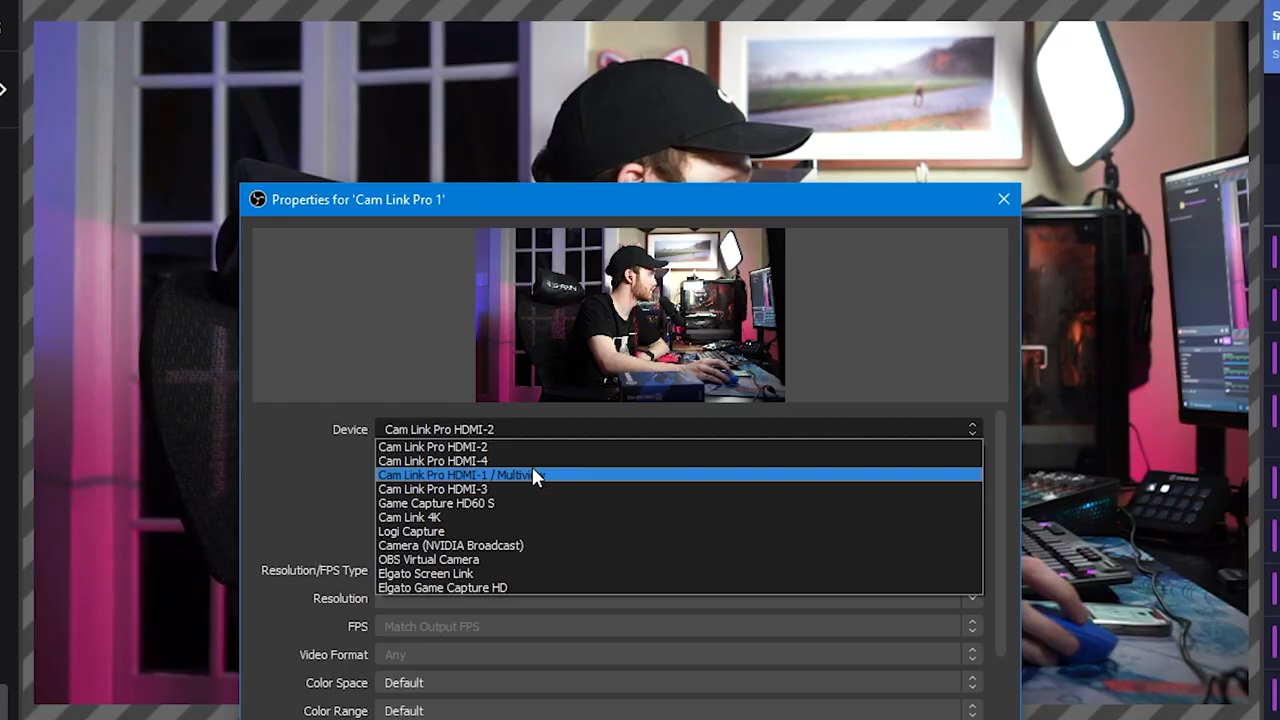 Properties for 'Cam Link Pro 1'
Device
Cam Link Pro HDMI-2
Cam Link Pro HDMI-2
Cam Link Pro HDMI-4
Cam Link Pro HDMI-1 / Multiview
Cam Link Pro HDMI-3
Game Capture HD60 S
Cam Link 4K
Logi Capture
Camera (NVIDIA Broadcast)
OBS Virtual Camera
Elgato Screen Link
Elgato Game Capture HD
Resolution/FPS Type
Resolution
FPS
Match Output FPS
Video Format
Any
Color Space
Default
Color Range
Default